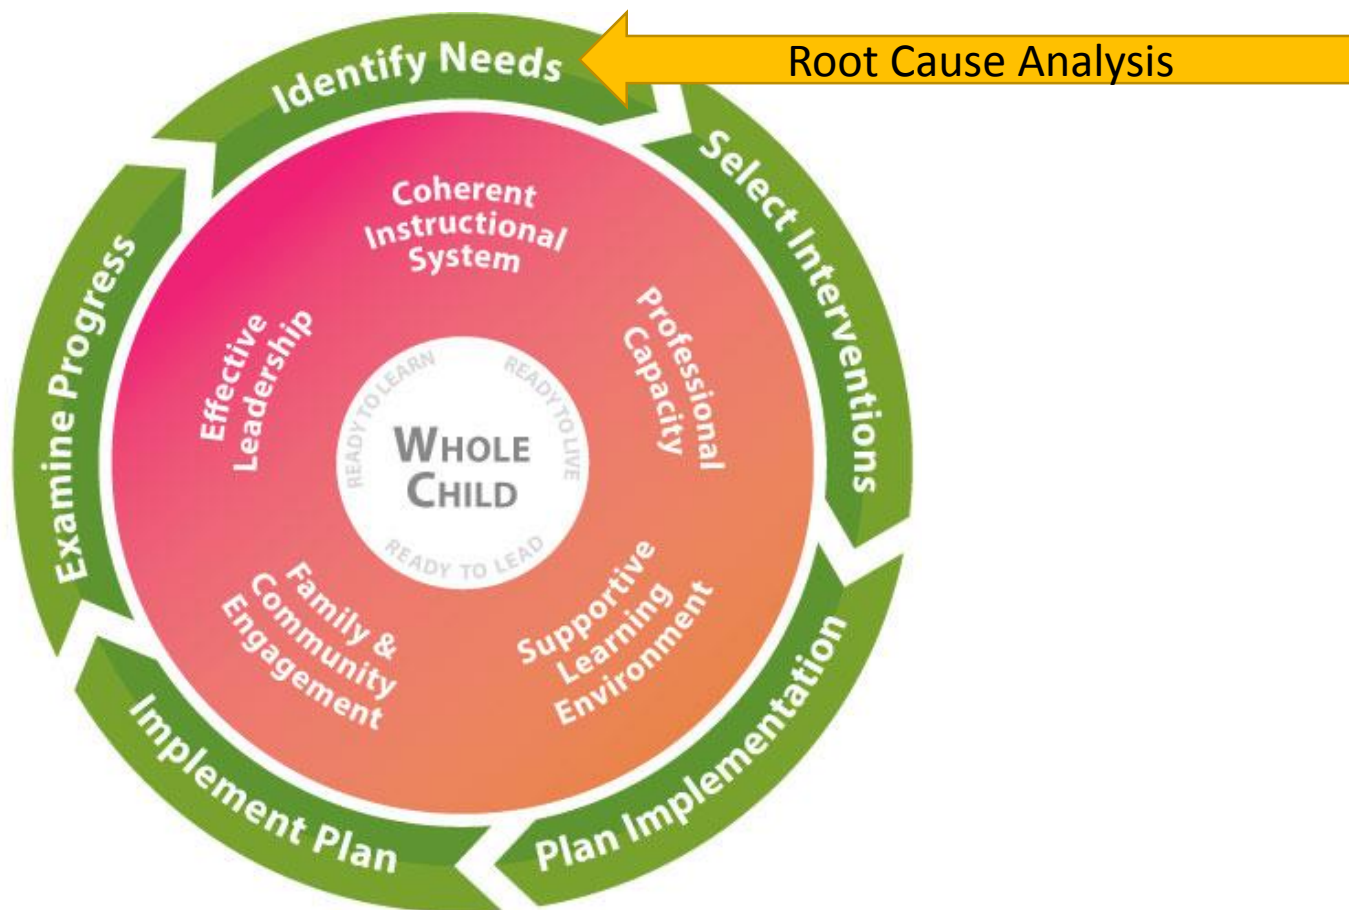 Root Cause Analysis
Identify Needs
Select Interventions
Plan Implementation
Implement Plan
Examine Progress
Coherent
Instructional
System
Professional
Capacity
Supportive
Learning
Environment
Family &
Community
Engagement
Effective
Leadership
READY TO LEARN
READY TO LIVE
READY TO LEAD
WHOLE
CHILD